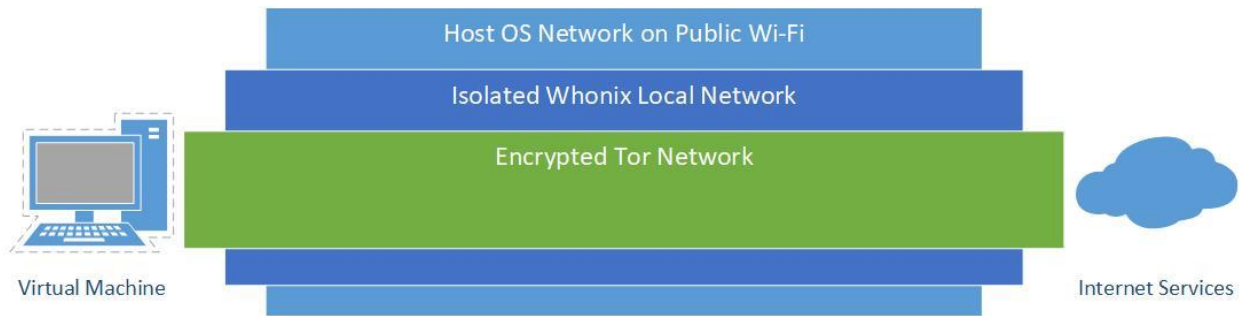 Host OS Network on Public Wi-Fi
Isolated Whonix Local Network
Encrypted Tor Network
Virtual Machine
Internet Services